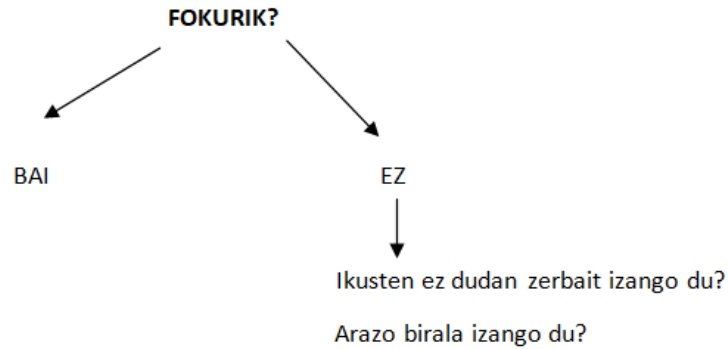 FOKURIK?
BAI
EZ
Ikusten ez dudan zerbait izango du?
Arazo birala izango du?